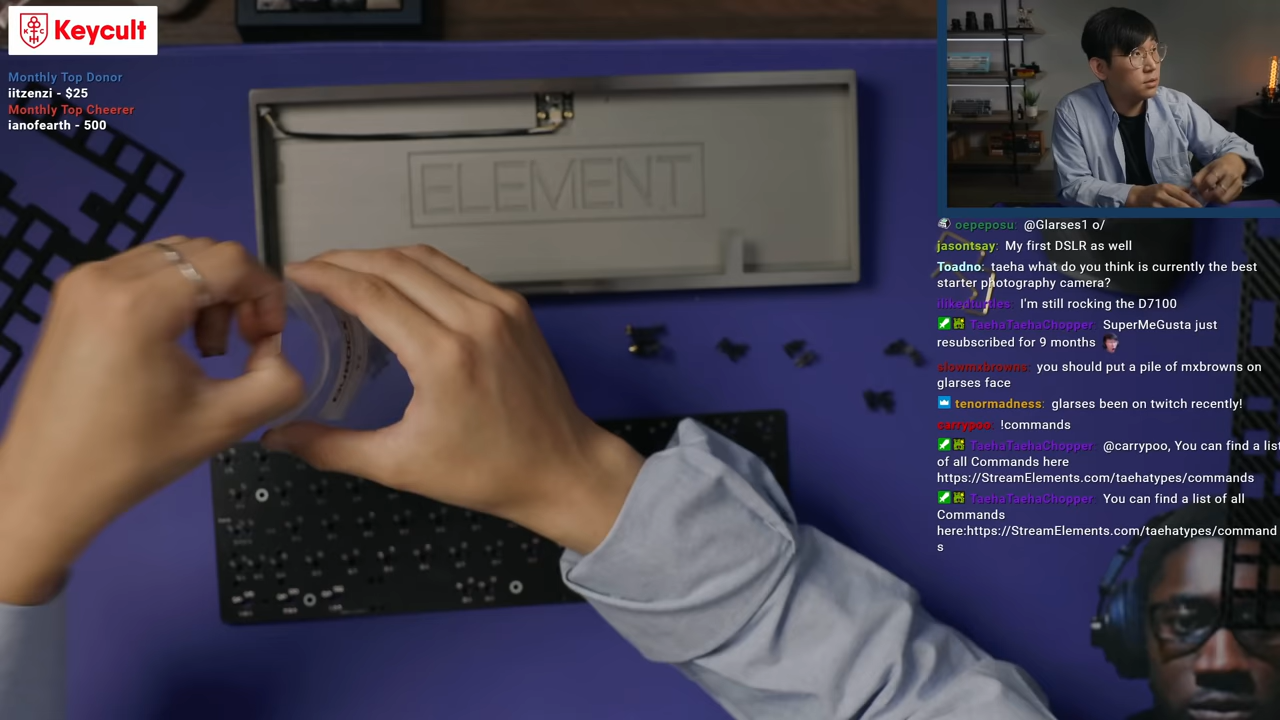 Keycult
Monthly Top Donor
iitzenzi - $25
Monthly Top Cheerer
ianofearth - 500
ELEMENT
oepeposu: @Glarses1 o/
jasontsay: My first DSLR as well
Toadno: taeha what do you think is currently the best
starter photography camera?
ilikedturtles: I'm still rocking the D7100
TaehaTaehaChopper: SuperMeGusta just
resubscribed for 9 months
slowmxbrowns: you should put a pile of mxbrowns on
glarses face
tenormadness: glarses been on twitch recently!
carrypoo: !commands
TaehaTaehaChopper: @carrypoo, You can find a list
of all Commands here
https://StreamElements.com/taehatypes/commands
TaehaTaehaChopper: You can find a list of all
Commands
here:https://StreamElements.com/taehatypes/command
s